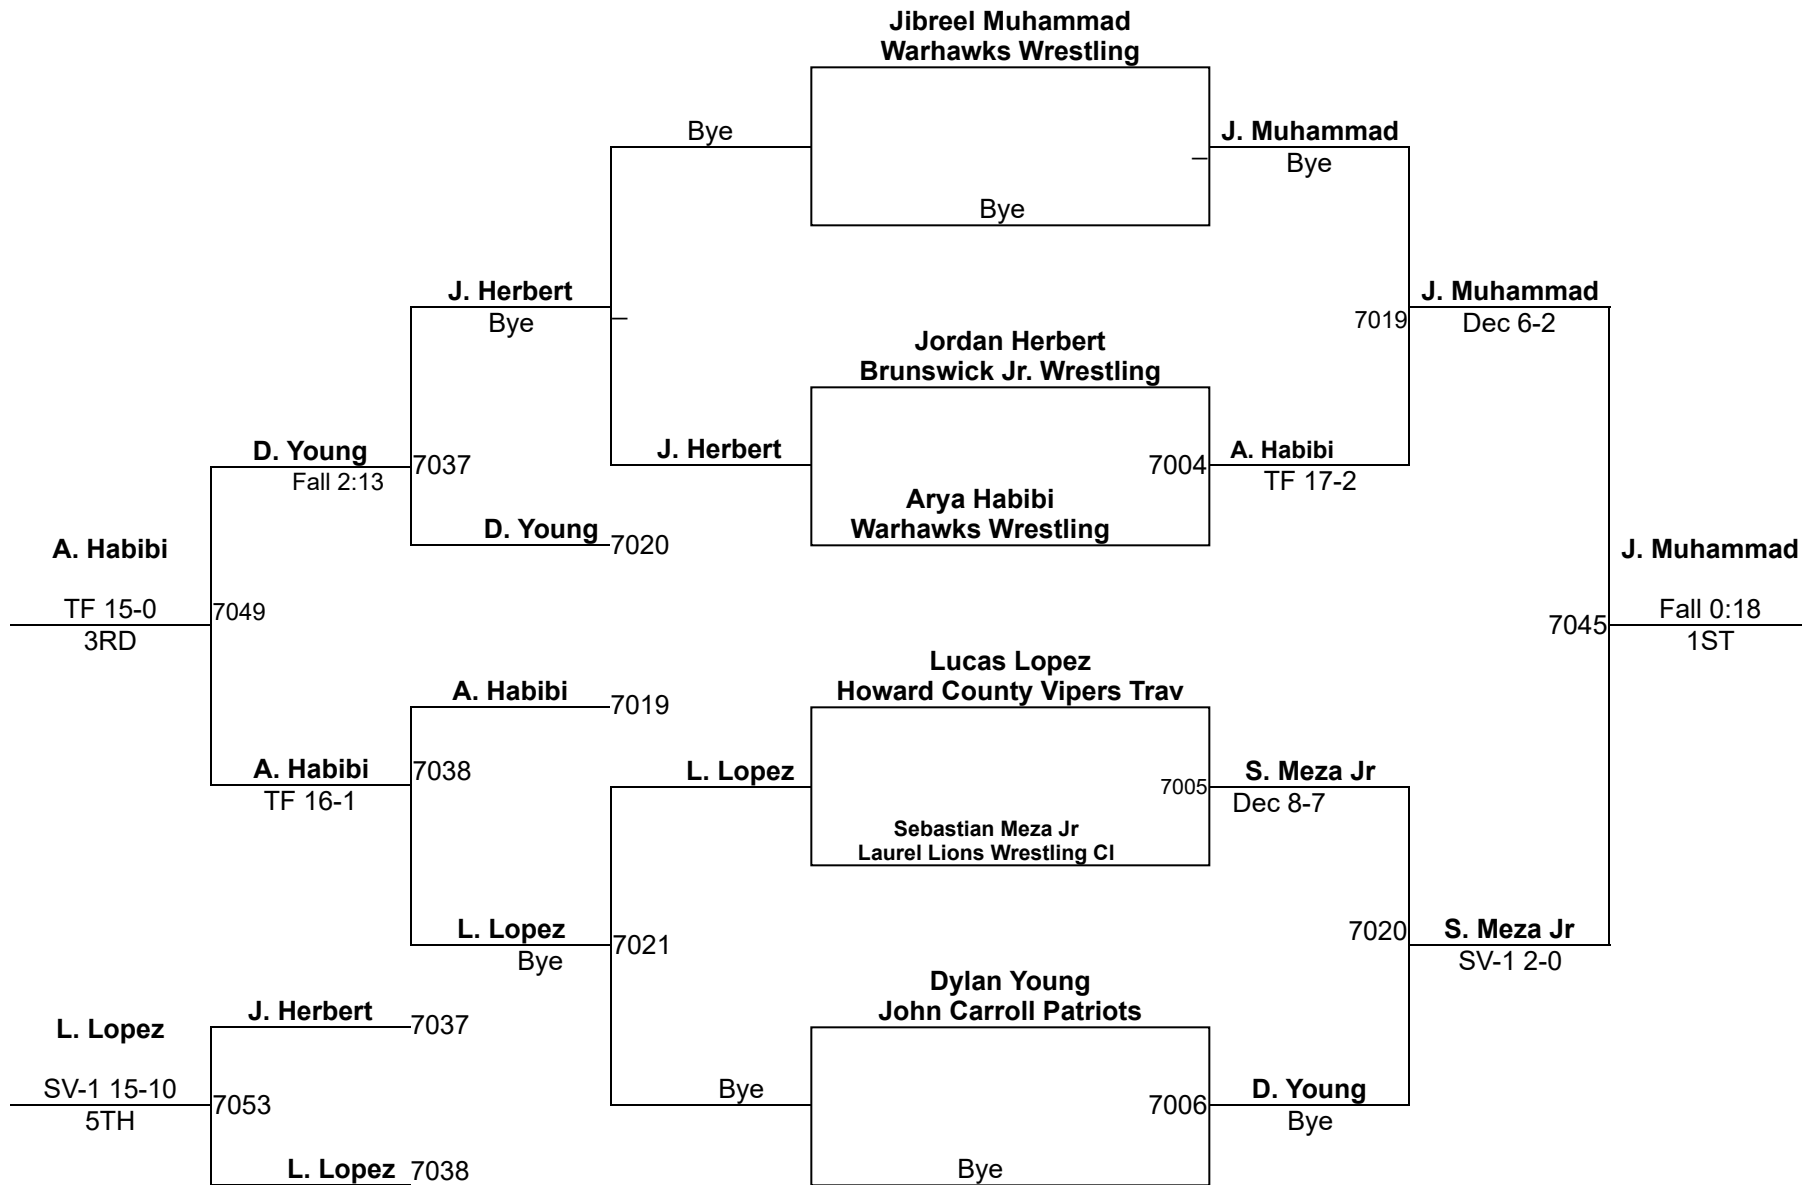 Jibreel Muhammad
Warhawks Wrestling
Bye
J. Muhammad
Bye
Bye
J. Herbert
Bye
J. Muhammad
7019
Dec 6-2
Jordan Herbert
Brunswick Jr. Wrestling
D. Young
Fall 2:13
7037
J. Herbert
7004
A. Habibi
TF 17-2
Arya Habibi
Warhawks Wrestling
D. Young
7020
A. Habibi
TF 15-0
3RD
7049
J. Muhammad
7045
Fall 0:18
1ST
Lucas Lopez
Howard County Vipers Trav
A. Habibi
7019
A. Habibi
TF 16-1
7038
L. Lopez
7005
S. Meza Jr
Dec 8-7
Sebastian Meza Jr
Laurel Lions Wrestling Cl
L. Lopez
Bye
7021
7020
S. Meza Jr
SV-1 2-0
Dylan Young
John Carroll Patriots
J. Herbert
7037
L. Lopez
SV-1 15-10
5TH
7053
Bye
7006
D. Young
Bye
L. Lopez
7038
Bye